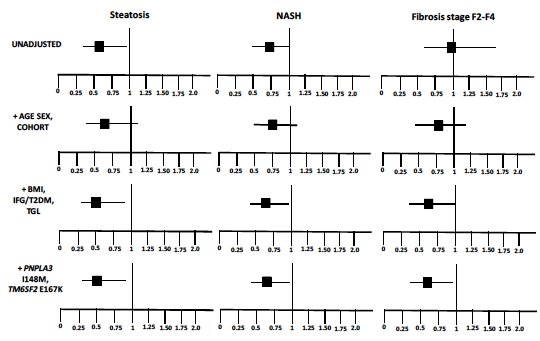 Steatosis NASH Fibrosis stage F2-F4
UNADJUSTED
0 0.25 0.5 0.75 1 1.25 1.50 1.75 2.0 0 0.25 0.5 0.75 1 1.25 1.50 1.75 2.0 0 0.25 0.5 0.75 1 1.25 1.50 1.75 2.0
+ AGE SEX,
COHORT
0 0.25 0.5 0.75 1 1.25 1.50 1.75 2.0 0 0.25 0.5 0.75 1 1.25 1.50 1.75 2.0 0 0.25 0.5 0.75 1 1.25 1.50 1.75 2.0
+ BMI,
IFG/T2DM,
TGL
0 0.25 0.5 0.75 1 1.25 1.50 1.75 2.0 0 0.25 0.5 0.75 1 1.25 1.50 1.75 2.0 0 0.25 0.5 0.75 1 1.25 1.50 1.75 2.0
+ PNPLA3
I148M,
TM6SF2 E167K
0 0.25 0.5 0.75 1 1.25 1.50 1.75 2.0 0 0.25 0.5 0.75 1 1.25 1.50 1.75 2.0 0 0.25 0.5 0.75 1 1.25 1.50 1.75 2.0